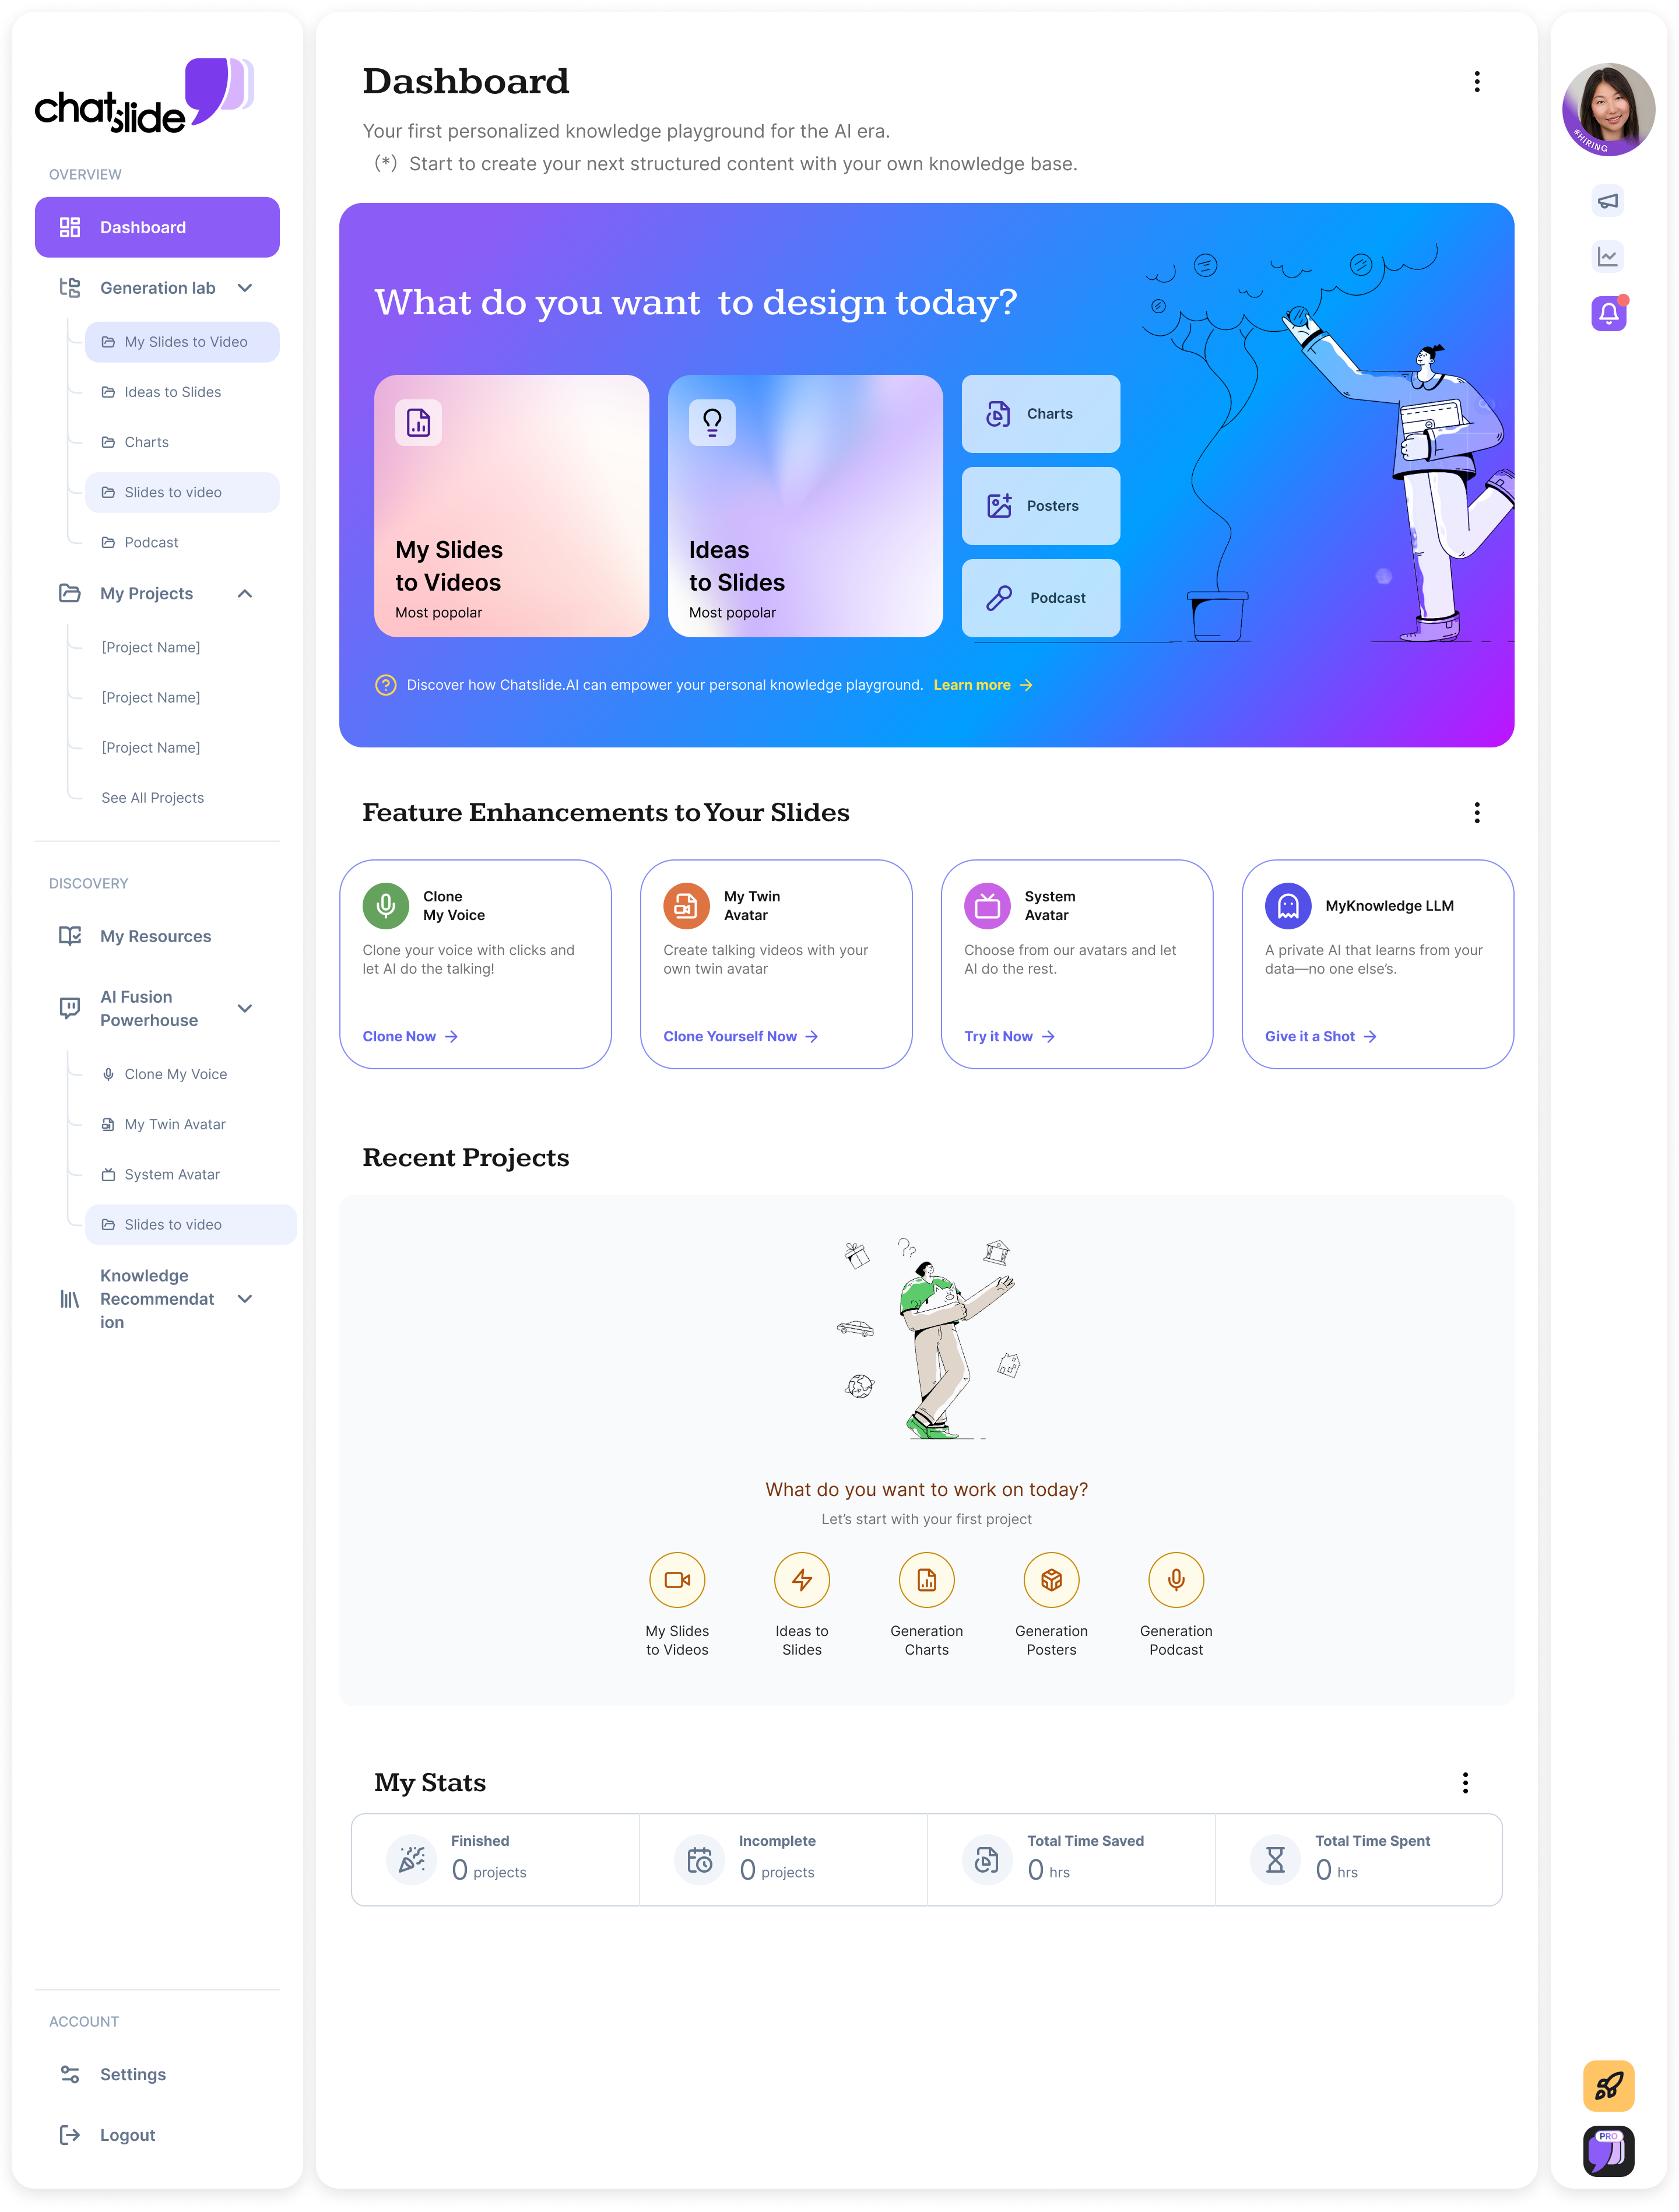 chatslide
OVERVIEW
Dashboard
Generation lab
My Slides to Video
Ideas to Slides
Charts
Slides to video
Podcast
My Projects
[Project Name]
[Project Name]
[Project Name]
See All Projects
DISCOVERY
My Resources
AI Fusion
Powerhouse
Clone My Voice
My Twin Avatar
System Avatar
Slides to video
Knowledge
Recommendat
ion
ACCOUNT
Settings
Logout
Dashboard
Your first personalized knowledge playground for the AI era.
(*) Start to create your next structured content with your own knowledge base.
What do you want to design today?
My Slides
to Videos
Most popolar
Ideas
to Slides
Most popolar
Charts
Posters
Podcast
Discover how Chatslide.AI can empower your personal knowledge playground. Learn more
Feature Enhancements to Your Slides
Clone
My Voice
Clone your voice with clicks and
let AI do the talking!
Clone Now
My Twin
Avatar
Create talking videos with your
own twin avatar
Clone Yourself Now
System
Avatar
Choose from our avatars and let
AI do the rest.
Try it Now
MyKnowledge LLM
A private AI that learns from your
data—no one else's.
Give it a Shot
Recent Projects
??
What do you want to work on today?
Let's start with your first project
My Slides
to Videos
Ideas to
Slides
Generation
Charts
Generation
Posters
Generation
Podcast
My Stats
Finished
0 projects
Incomplete
0 projects
Total Time Saved
0 hrs
Total Time Spent
0 hrs
#HIRING
PRO